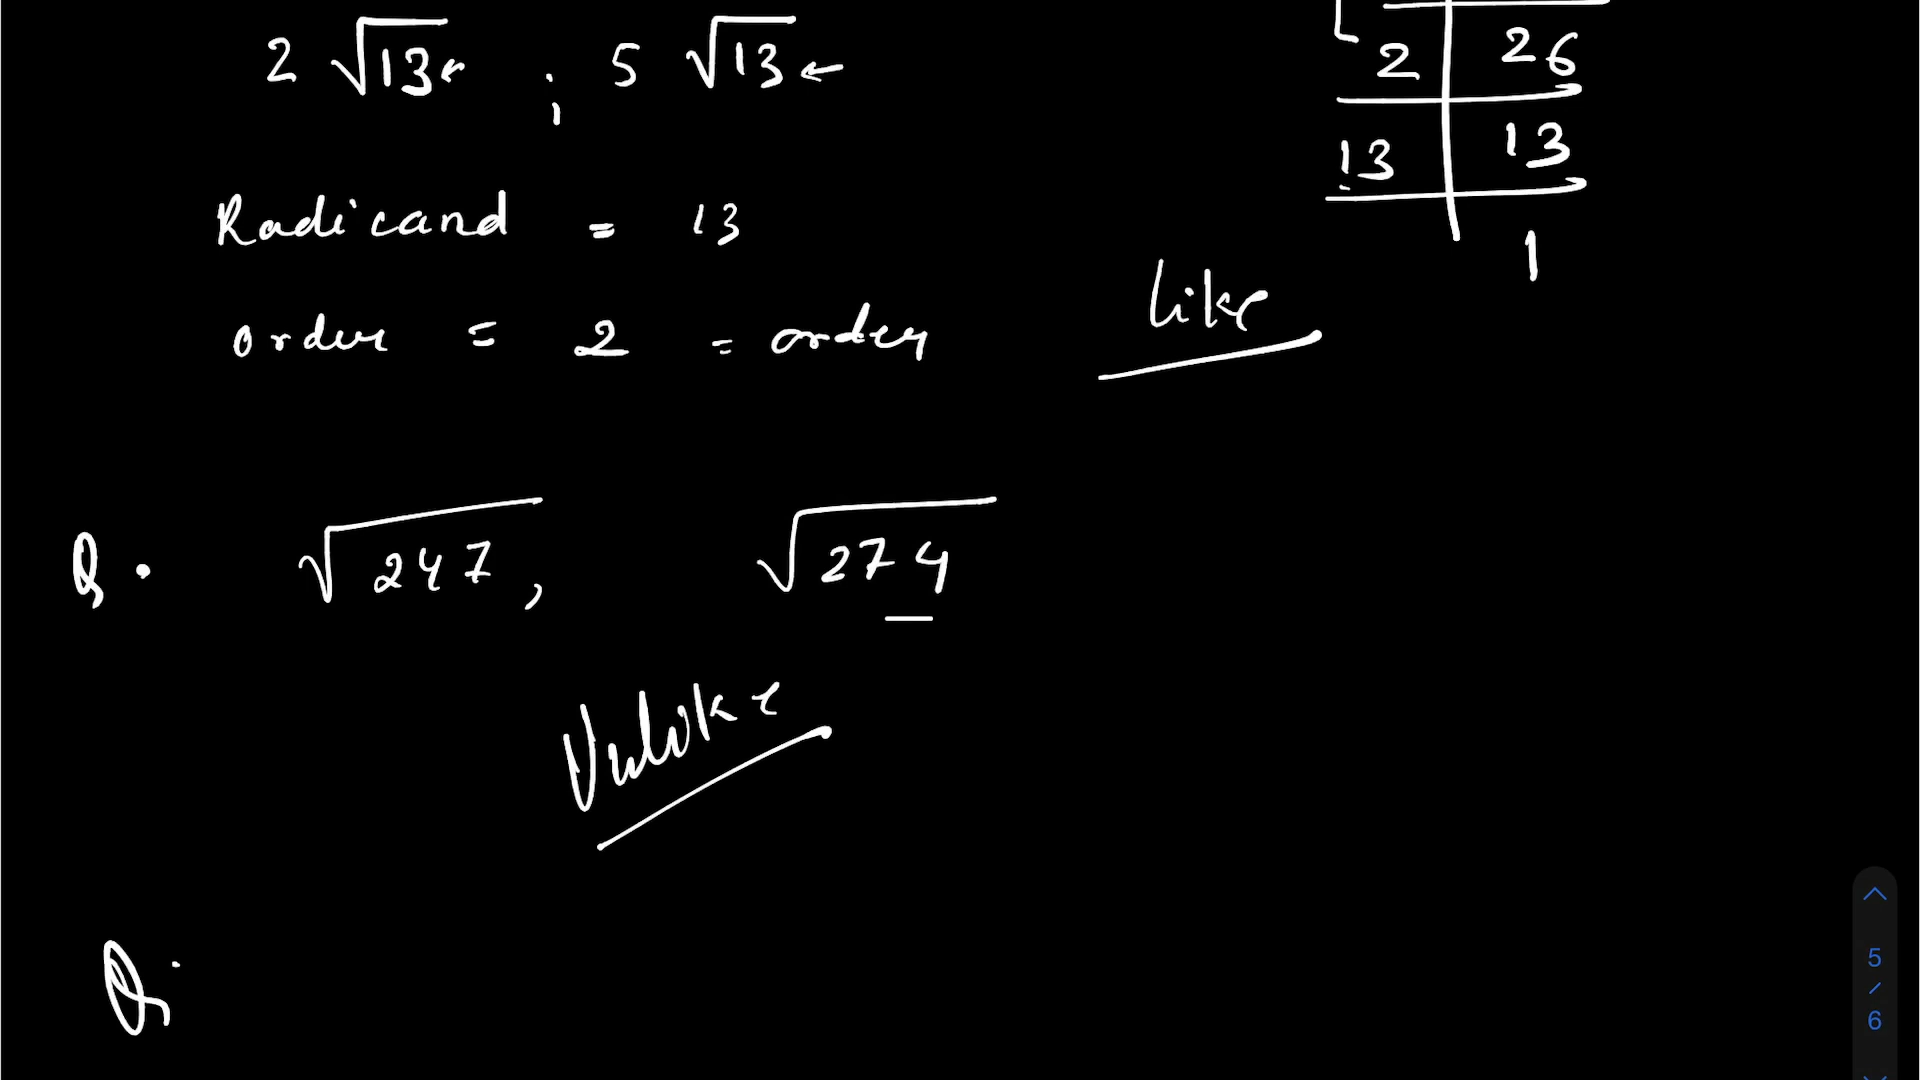 2 √13 ; 5 √13
2 | 26
13 | 13
1
Radicand = 13
order = 2 = order
like
Q. √247, √274
Unlike
Q.
5
/
6